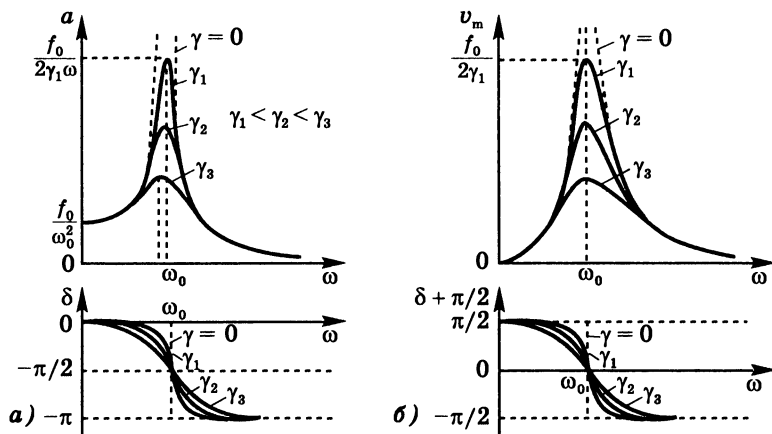 a
f₀/2γ₁ω
γ = 0
γ₁
γ₁ < γ₂ < γ₃
γ₂
γ₃
f₀/ω₀²
0
ω₀
ω
vₘ
f₀/2γ₁
γ = 0
γ₁
γ₂
γ₃
0
ω₀
ω
δ
ω₀
0
ω
γ = 0
−π/2
γ₁
γ₂
γ₃
а) −π
δ + π/2
π/2
γ = 0
γ₁
0
ω₀
γ₂
γ₃
ω
б) −π/2